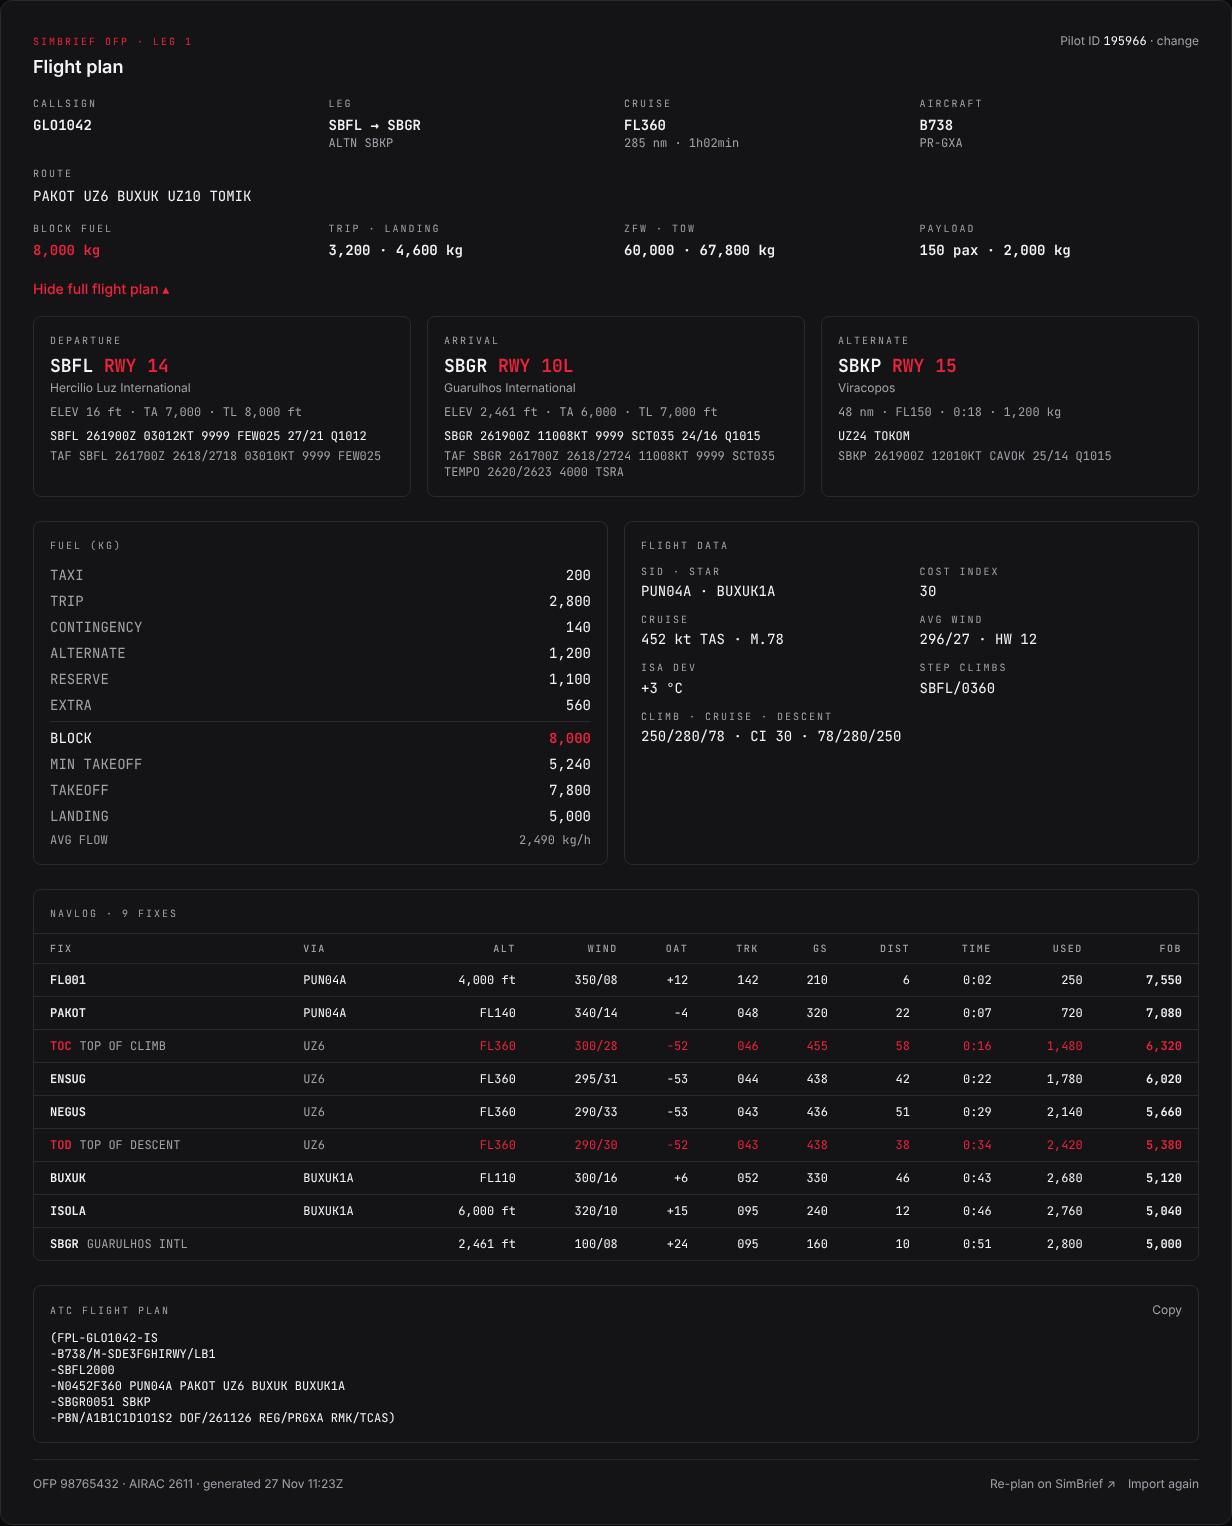 SIMBRIEF OFP · LEG 1
Pilot ID 195966 · change
Flight plan
CALLSIGN LEG CRUISE AIRCRAFT
GLO1042 SBFL → SBGR FL360 B738
ALTN SBKP 285 nm · 1h02min PR-GXA
ROUTE
PAKOT UZ6 BUXUK UZ10 TOMIK
BLOCK FUEL TRIP · LANDING ZFW · TOW PAYLOAD
8,000 kg 3,200 · 4,600 kg 60,000 · 67,800 kg 150 pax · 2,000 kg
Hide full flight plan ▴
DEPARTURE
SBFL RWY 14
Hercilio Luz International
ELEV 16 ft · TA 7,000 · TL 8,000 ft
SBFL 261900Z 03012KT 9999 FEW025 27/21 Q1012
TAF SBFL 261700Z 2618/2718 03010KT 9999 FEW025
ARRIVAL
SBGR RWY 10L
Guarulhos International
ELEV 2,461 ft · TA 6,000 · TL 7,000 ft
SBGR 261900Z 11008KT 9999 SCT035 24/16 Q1015
TAF SBGR 261700Z 2618/2724 11008KT 9999 SCT035
TEMPO 2620/2623 4000 TSRA
ALTERNATE
SBKP RWY 15
Viracopos
48 nm · FL150 · 0:18 · 1,200 kg
UZ24 TOKOM
SBKP 261900Z 12010KT CAVOK 25/14 Q1015
FUEL (KG)
TAXI 200
TRIP 2,800
CONTINGENCY 140
ALTERNATE 1,200
RESERVE 1,100
EXTRA 560
BLOCK 8,000
MIN TAKEOFF 5,240
TAKEOFF 7,800
LANDING 5,000
AVG FLOW 2,490 kg/h
FLIGHT DATA
SID · STAR COST INDEX
PUN04A · BUXUK1A 30
CRUISE AVG WIND
452 kt TAS · M.78 296/27 · HW 12
ISA DEV STEP CLIMBS
+3 °C SBFL/0360
CLIMB · CRUISE · DESCENT
250/280/78 · CI 30 · 78/280/250
NAVLOG · 9 FIXES
FIX VIA ALT WIND OAT TRK GS DIST TIME USED FOB
FL001 PUN04A 4,000 ft 350/08 +12 142 210 6 0:02 250 7,550
PAKOT PUN04A FL140 340/14 -4 048 320 22 0:07 720 7,080
TOC TOP OF CLIMB UZ6 FL360 300/28 -52 046 455 58 0:16 1,480 6,320
ENSUG UZ6 FL360 295/31 -53 044 438 42 0:22 1,780 6,020
NEGUS UZ6 FL360 290/33 -53 043 436 51 0:29 2,140 5,660
TOD TOP OF DESCENT UZ6 FL360 290/30 -52 043 438 38 0:34 2,420 5,380
BUXUK BUXUK1A FL110 300/16 +6 052 330 46 0:43 2,680 5,120
ISOLA BUXUK1A 6,000 ft 320/10 +15 095 240 12 0:46 2,760 5,040
SBGR GUARULHOS INTL 2,461 ft 100/08 +24 095 160 10 0:51 2,800 5,000
ATC FLIGHT PLAN Copy
(FPL-GLO1042-IS
-B738/M-SDE3FGHIRWY/LB1
-SBFL2000
-N0452F360 PUN04A PAKOT UZ6 BUXUK BUXUK1A
-SBGR0051 SBKP
-PBN/A1B1C1D1O1S2 DOF/261126 REG/PRGXA RMK/TCAS)
OFP 98765432 · AIRAC 2611 · generated 27 Nov 11:23Z
Re-plan on SimBrief ↗ Import again